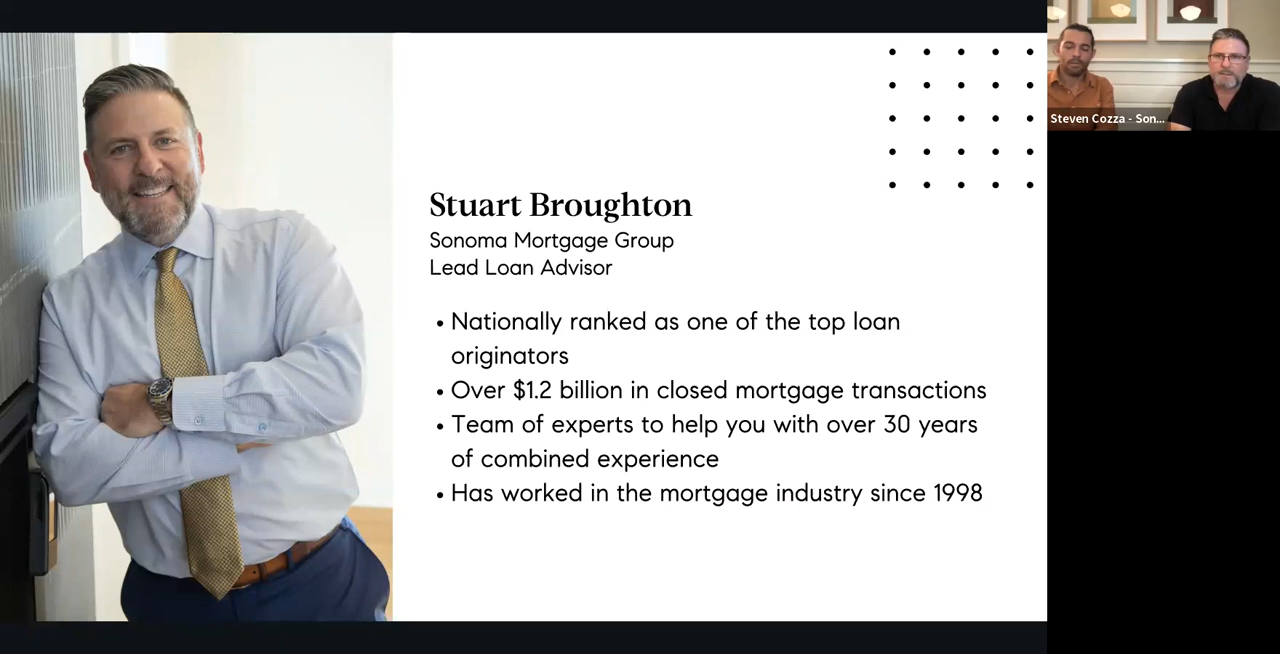 Stuart Broughton
Sonoma Mortgage Group
Lead Loan Advisor
• Nationally ranked as one of the top loan
originators
• Over $1.2 billion in closed mortgage transactions
• Team of experts to help you with over 30 years
of combined experience
• Has worked in the mortgage industry since 1998
Steven Cozza - Son...